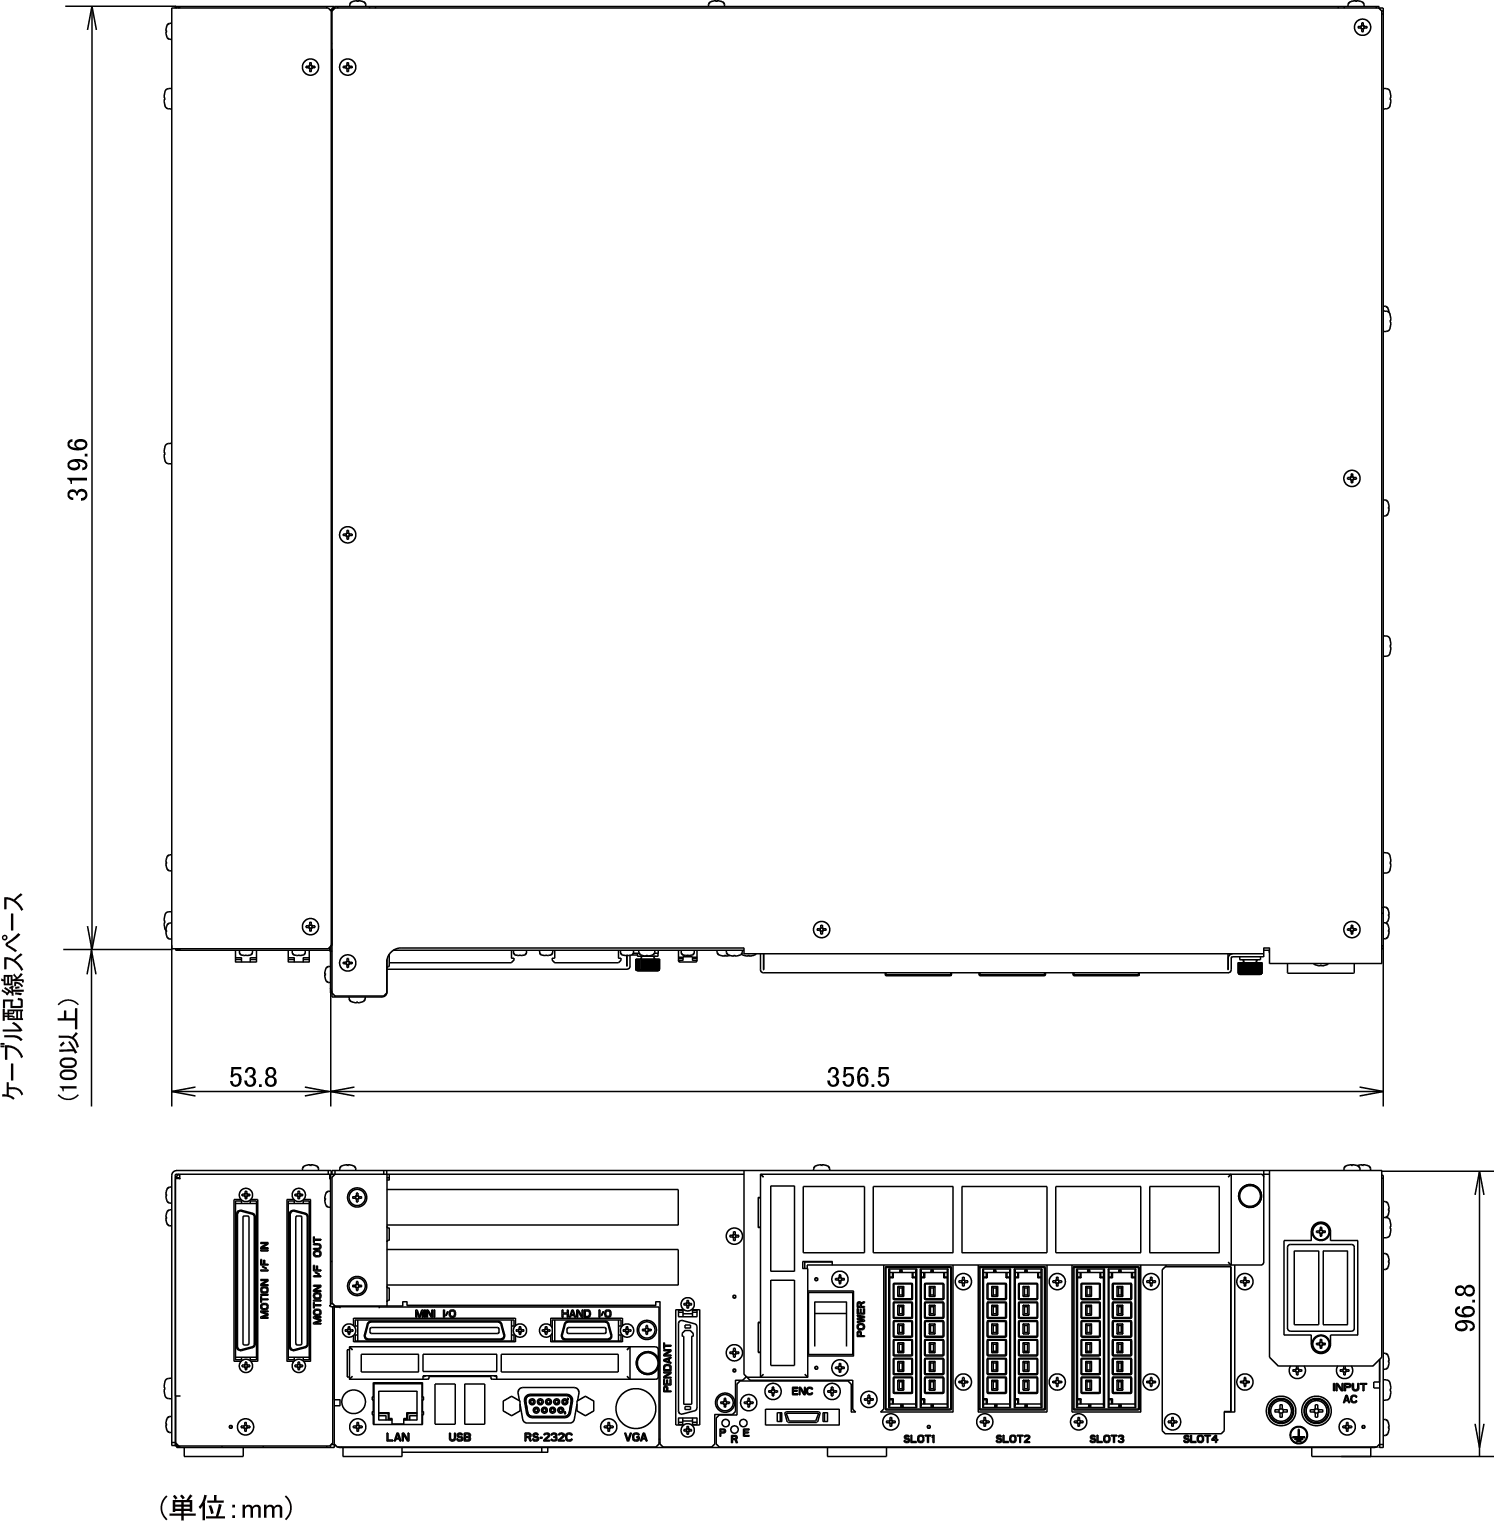 319.6
ケーブル配線スペース
(100以上)
53.8
356.5
MOTION I/F IN
MOTION I/F OUT
MINI I/O
HAND I/O
PENDANT
LAN
USB
RS-232C
VGA
POWER
ENC
P
R
E
SLOT1
SLOT2
SLOT3
SLOT4
INPUT
AC
96.8
(単位:mm)